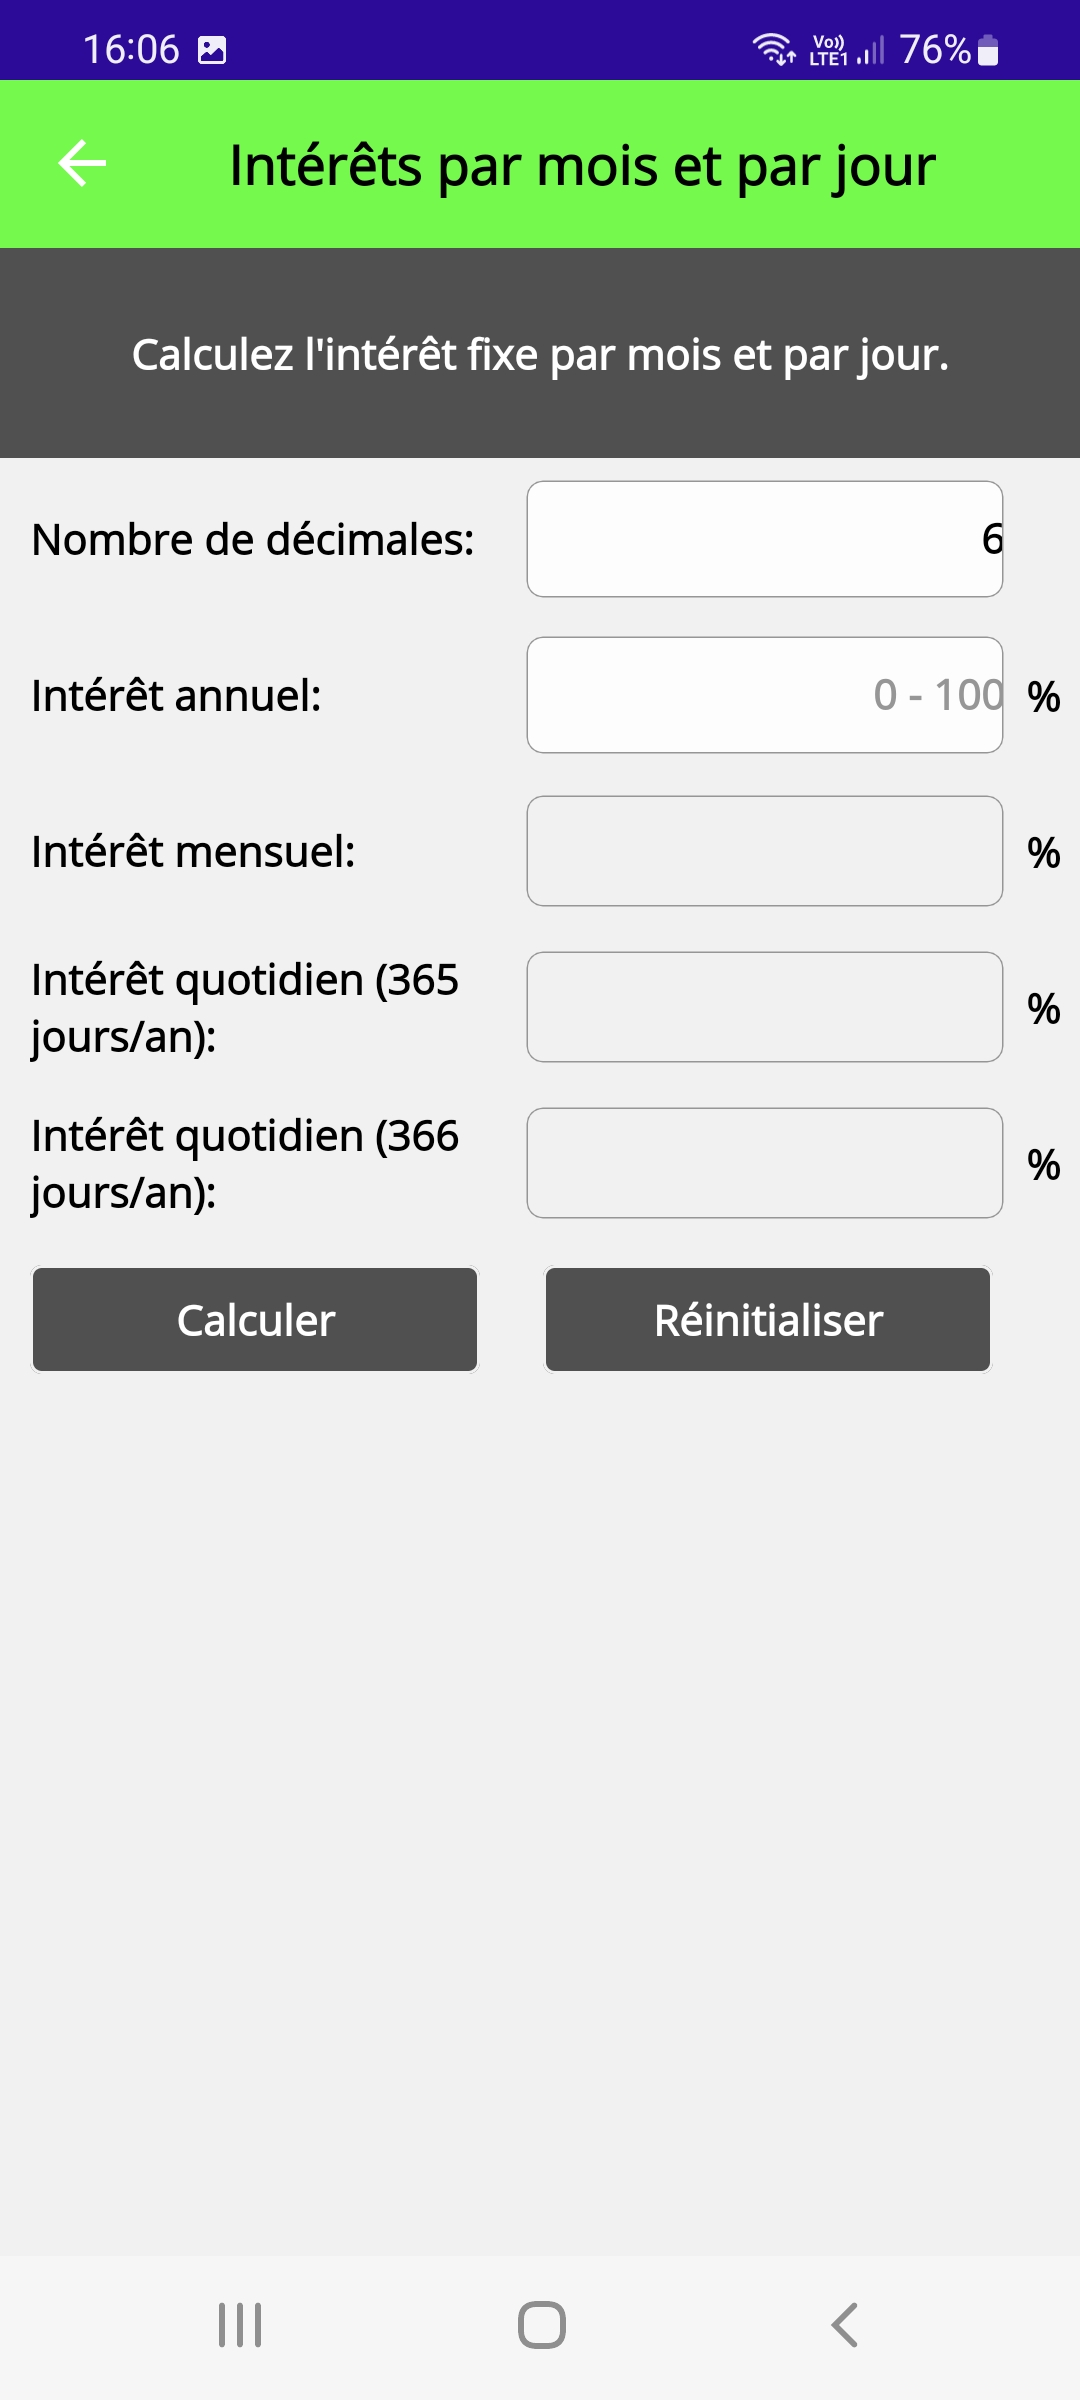 16:06
Vo)) LTE1 76%
Intérêts par mois et par jour
Calculez l'intérêt fixe par mois et par jour.
Nombre de décimales: 6
Intérêt annuel: 0 - 100 %
Intérêt mensuel: %
Intérêt quotidien (365
jours/an): %
Intérêt quotidien (366
jours/an): %
Calculer Réinitialiser